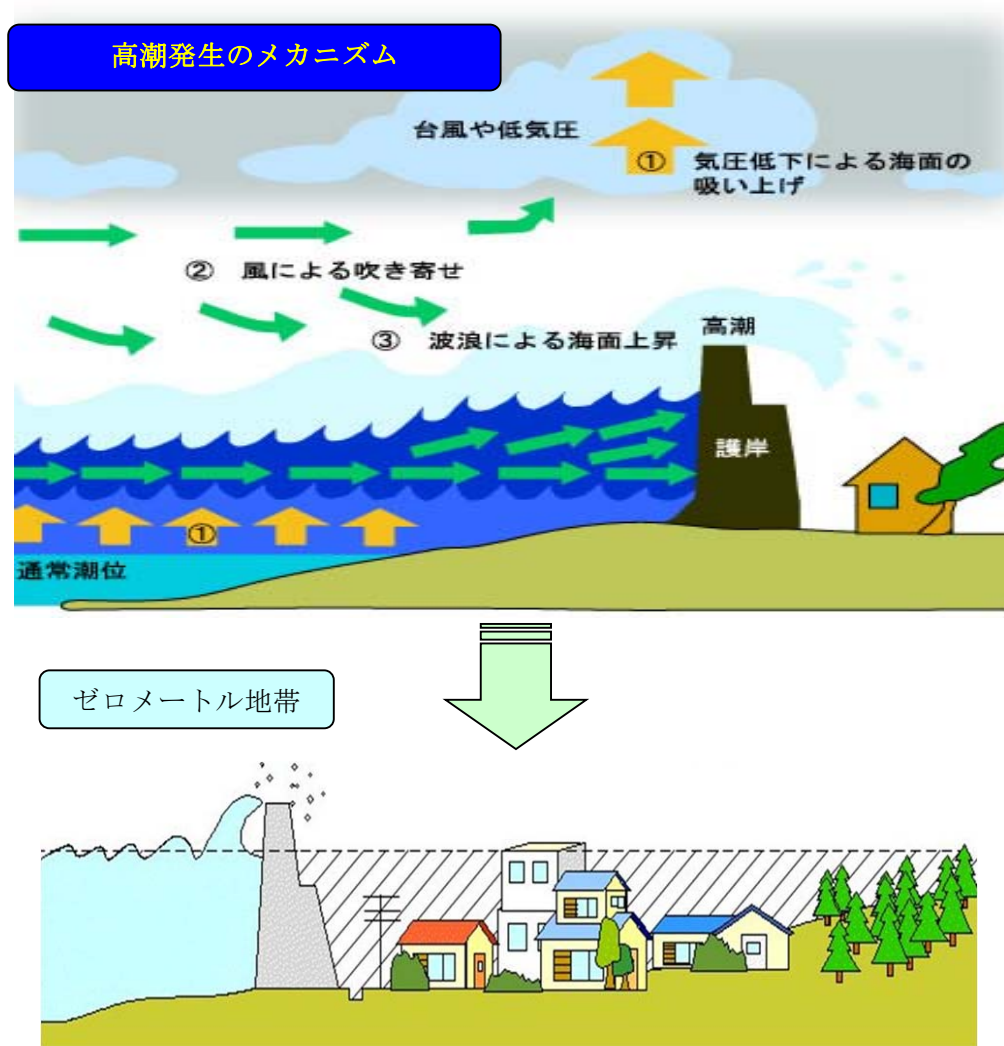 高潮発生のメカニズム
台風や低気圧
① 気圧低下による海面の
吸い上げ
② 風による吹き寄せ
③ 波浪による海面上昇
高潮
護岸
①
通常潮位
ゼロメートル地帯